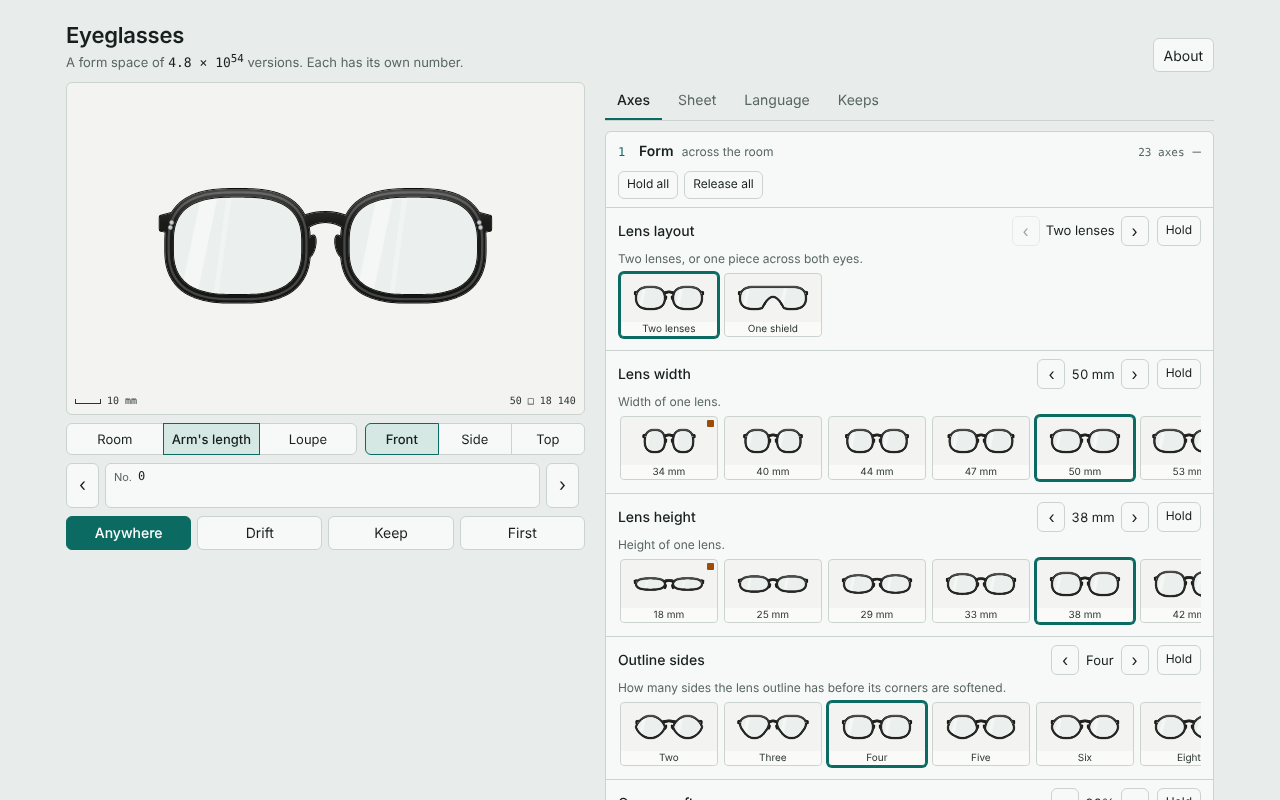 Eyeglasses
A form space of 4.8 × 10^54 versions. Each has its own number.
About
10 mm
50 □ 18 140
Room
Arm's length
Loupe
Front
Side
Top
‹
No. 0
›
Anywhere
Drift
Keep
First
Axes
Sheet
Language
Keeps
1 Form across the room
23 axes —
Hold all
Release all
Lens layout
‹ Two lenses ›
Hold
Two lenses, or one piece across both eyes.
Two lenses
One shield
Lens width
‹ 50 mm ›
Hold
Width of one lens.
34 mm
40 mm
44 mm
47 mm
50 mm
53 mm
Lens height
‹ 38 mm ›
Hold
Height of one lens.
18 mm
25 mm
29 mm
33 mm
38 mm
42 mm
Outline sides
‹ Four ›
Hold
How many sides the lens outline has before its corners are softened.
Two
Three
Four
Five
Six
Eight